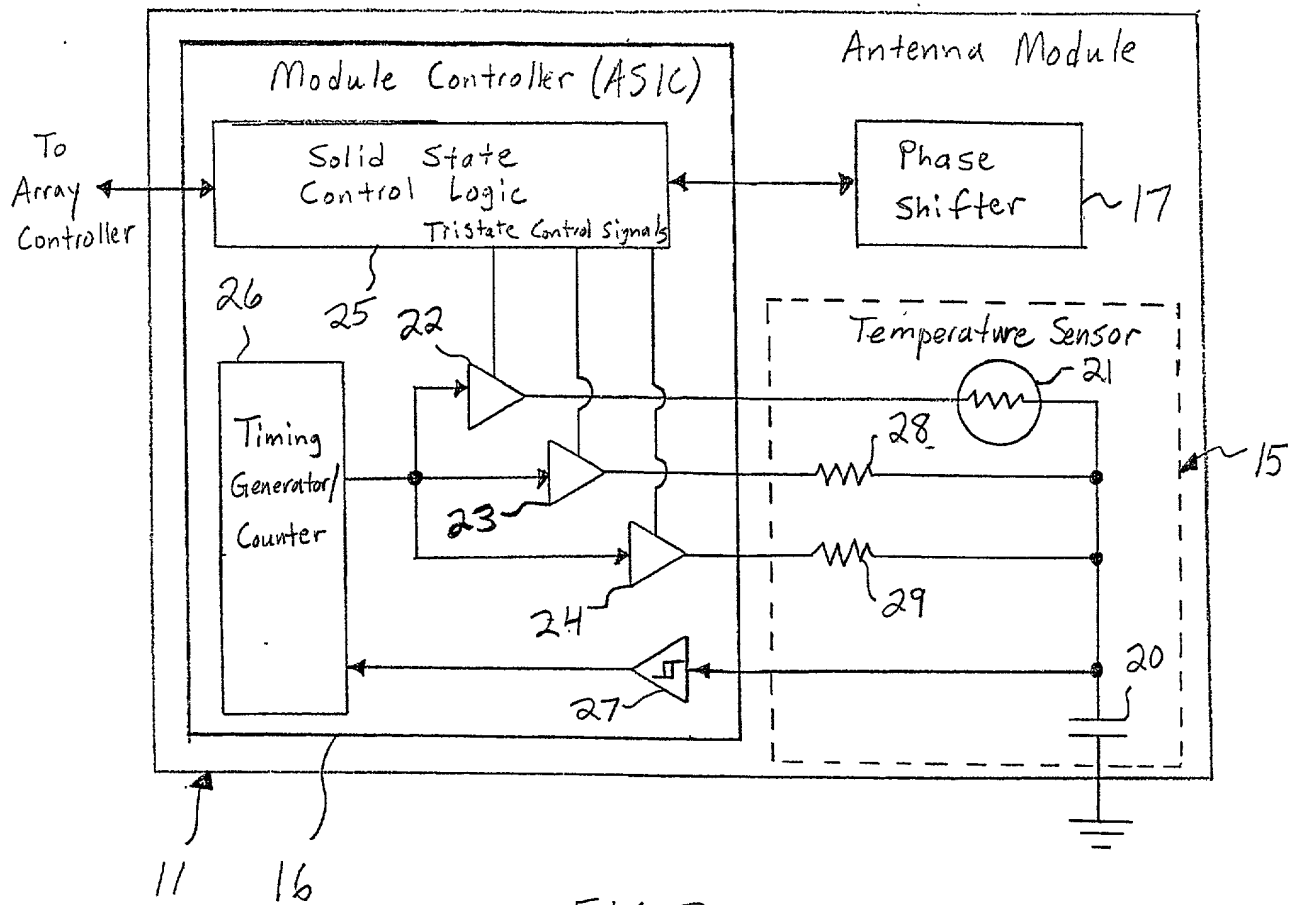 Antenna Module
Module Controller (ASIC)
To
Array
Controller
Solid State
Control Logic
Tristate Control Signals
Phase
Shifter
17
25
26
22
Temperature Sensor
21
Timing
Generator/
Counter
28
15
23
29
24
20
27
11
16